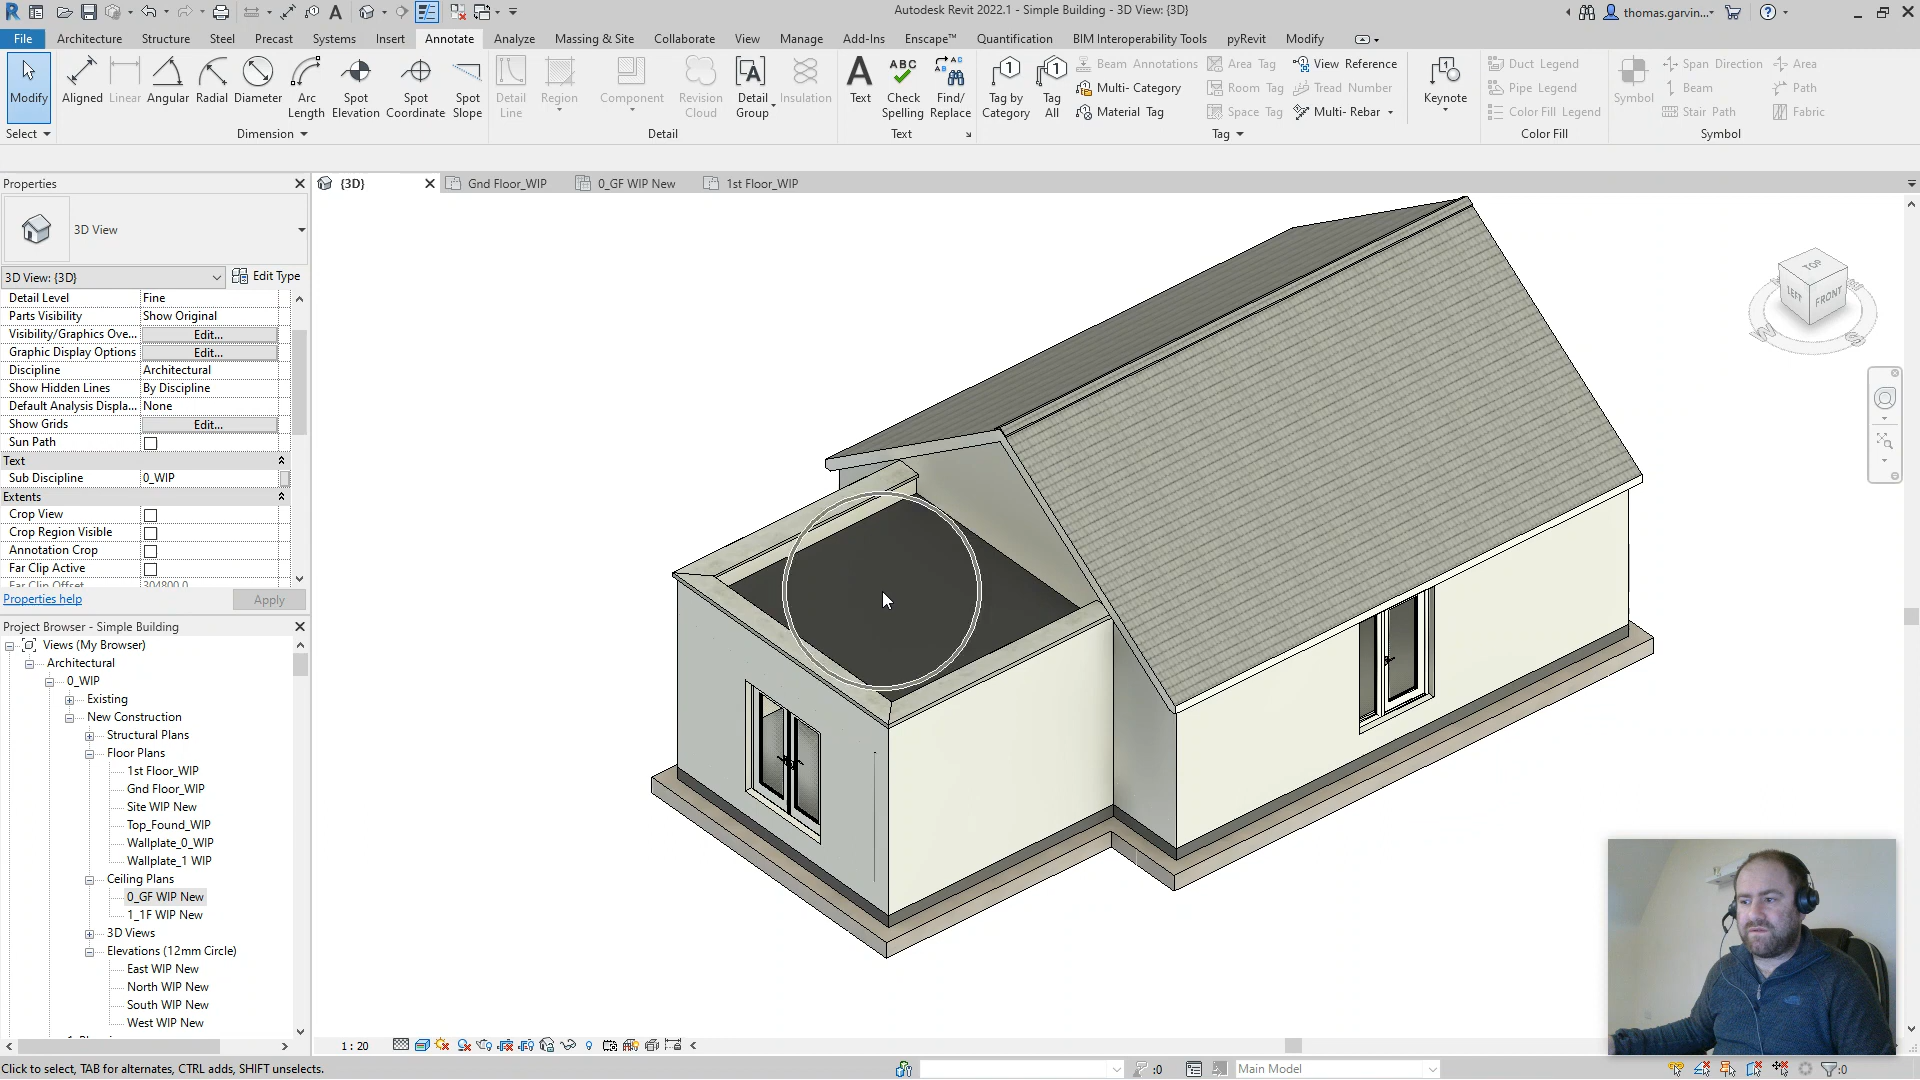 Autodesk Revit 2022.1 - Simple Building - 3D View: {3D}
thomas.garvin...
File Architecture Structure Steel Precast Systems Insert Annotate Analyze Massing & Site Collaborate View Manage Add-Ins Enscape™ Quantification BIM Interoperability Tools pyRevit Modify
Modify
Aligned Linear Angular Radial Diameter Arc Length Spot Elevation Spot Coordinate Spot Slope
Detail Line Region Component Revision Cloud Detail Group Insulation
Text Check Spelling Find/ Replace
ABC
Tag by Category Tag All
Beam Annotations Area Tag View Reference
Multi- Category Room Tag Tread Number
Material Tag Space Tag Multi- Rebar
Keynote
Duct Legend
Pipe Legend
Color Fill Legend
Symbol
Span Direction Area
Beam Path
Stair Path Fabric
Select Dimension Detail Text Tag Color Fill Symbol
Properties
{3D} Gnd Floor_WIP 0_GF WIP New 1st Floor_WIP
3D View
3D View: {3D} Edit Type
Detail Level Fine
Parts Visibility Show Original
Visibility/Graphics Ove... Edit...
Graphic Display Options Edit...
Discipline Architectural
Show Hidden Lines By Discipline
Default Analysis Displa... None
Show Grids Edit...
Sun Path
Text
Sub Discipline 0_WIP
Extents
Crop View
Crop Region Visible
Annotation Crop
Far Clip Active
Far Clip Offset 304800.0
Properties help Apply
Project Browser - Simple Building
Views (My Browser)
Architectural
0_WIP
Existing
New Construction
Structural Plans
Floor Plans
1st Floor_WIP
Gnd Floor_WIP
Site WIP New
Top_Found_WIP
Wallplate_0_WIP
Wallplate_1 WIP
Ceiling Plans
0_GF WIP New
1_1F WIP New
3D Views
Elevations (12mm Circle)
East WIP New
North WIP New
South WIP New
West WIP New
TOP
LEFT FRONT
W S
1 : 20
Click to select, TAB for alternates, CTRL adds, SHIFT unselects.
:0
Main Model
:0